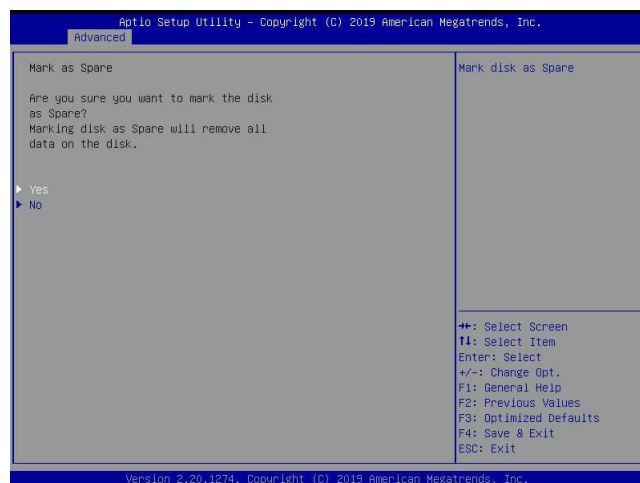 Aptio Setup Utility – Copyright (C) 2019 American Megatrends, Inc.
Advanced
Mark as Spare
Are you sure you want to mark the disk
as Spare?
Marking disk as Spare will remove all
data on the disk.
Yes
No
Mark disk as Spare
→←: Select Screen
↑↓: Select Item
Enter: Select
+/-: Change Opt.
F1: General Help
F2: Previous Values
F3: Optimized Defaults
F4: Save & Exit
ESC: Exit
Version 2.20.1274. Copyright (C) 2019 American Megatrends, Inc.